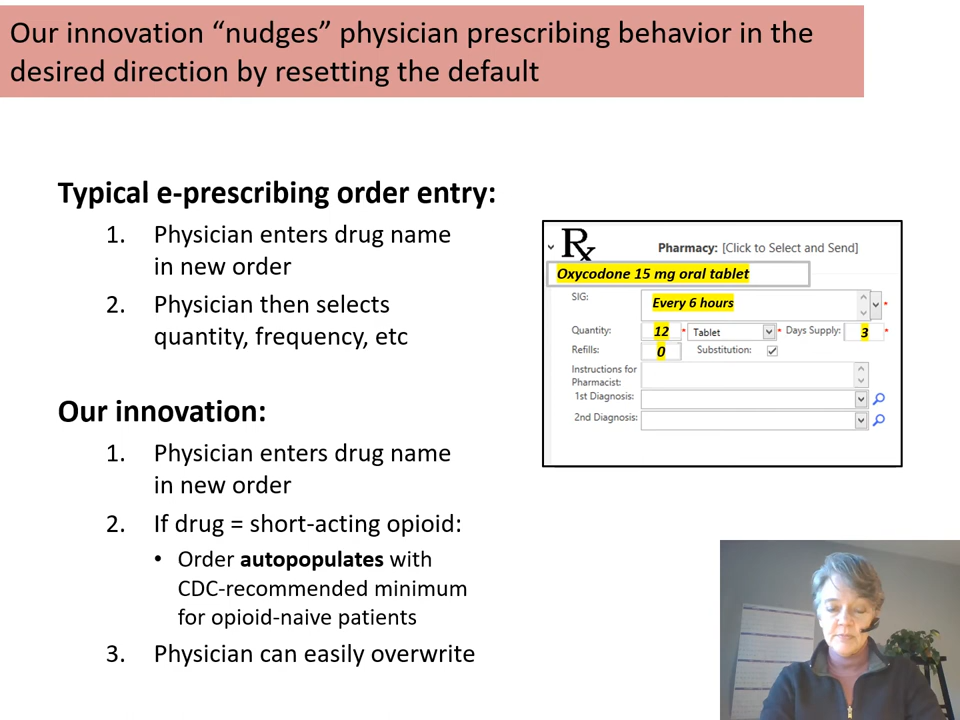 Our innovation “nudges” physician prescribing behavior in the
desired direction by resetting the default
Typical e-prescribing order entry:
1. Physician enters drug name
in new order
2. Physician then selects
quantity, frequency, etc
Our innovation:
1. Physician enters drug name
in new order
2. If drug = short-acting opioid:
• Order autopopulates with
CDC-recommended minimum
for opioid-naive patients
3. Physician can easily overwrite
Rx Pharmacy: [Click to Select and Send]
Oxycodone 15 mg oral tablet
SIG: Every 6 hours *
Quantity: 12 * Tablet * Days Supply: 3 *
Refills: 0 Substitution:
Instructions for
Pharmacist:
1st Diagnosis:
2nd Diagnosis: